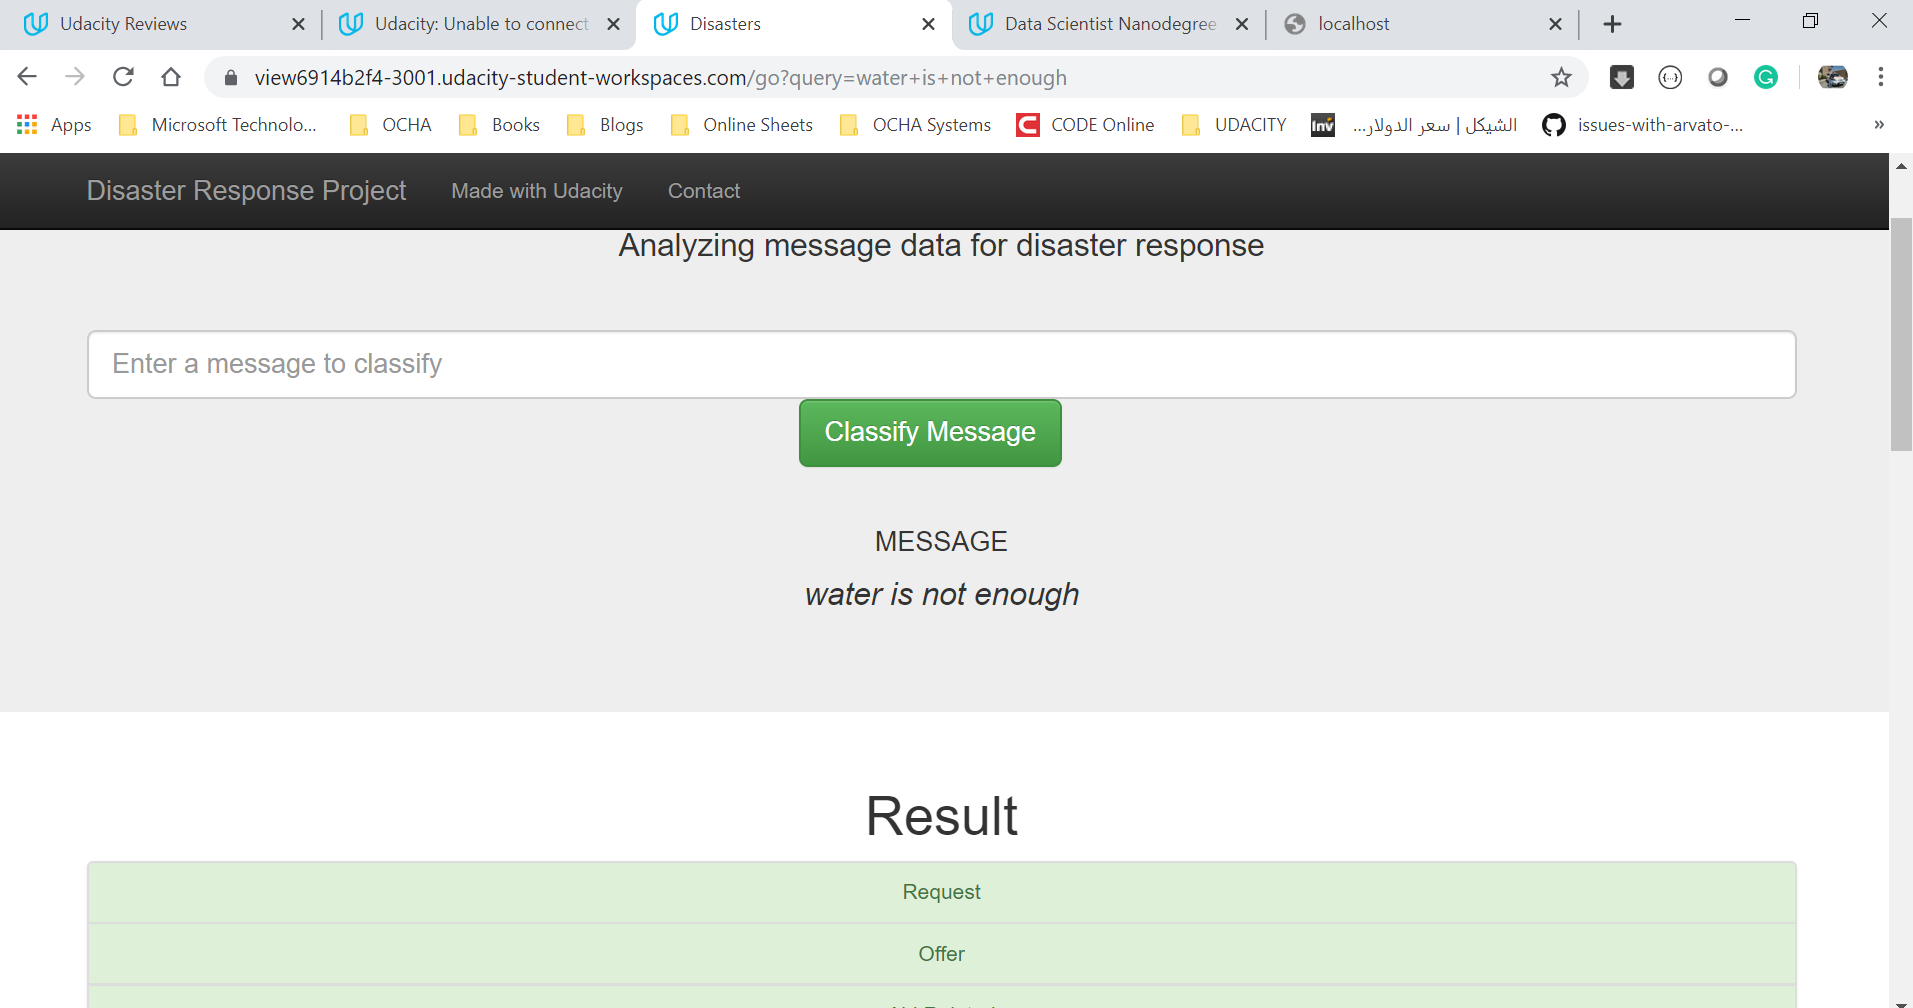 Udacity Reviews
Udacity: Unable to connect
Disasters
Data Scientist Nanodegree
localhost
view6914b2f4-3001.udacity-student-workspaces.com/go?query=water+is+not+enough
Apps
Microsoft Technolo...
OCHA
Books
Blogs
Online Sheets
OCHA Systems
CODE Online
UDACITY
Inv
الشيكل | سعر الدولار...
issues-with-arvato-...
»
Disaster Response Project
Made with Udacity
Contact
Analyzing message data for disaster response
Enter a message to classify
Classify Message
MESSAGE
water is not enough
Result
Request
Offer